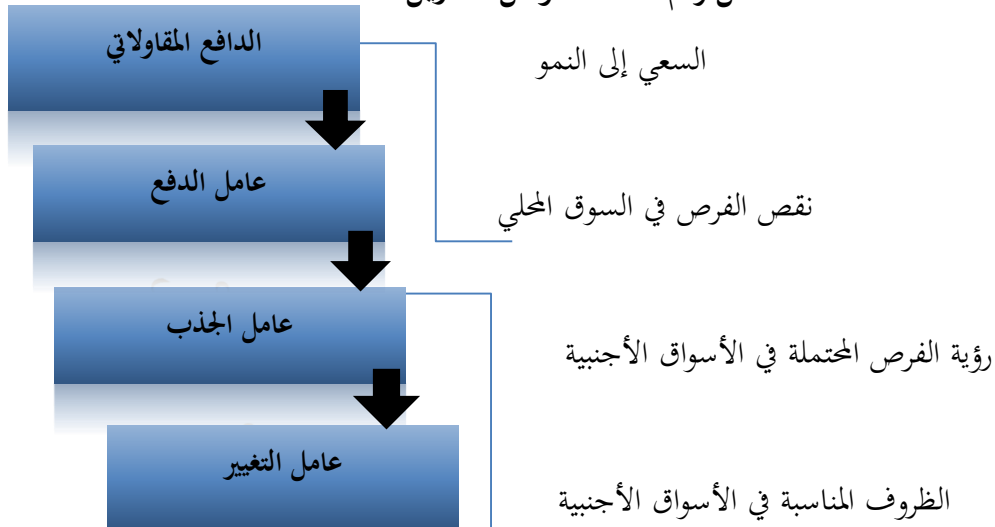 الدافع المقاولاتي
السعي إلى النمو
عامل الدفع
نقص الفرص في السوق المحلي
عامل الجذب
رؤية الفرص المحتملة في الأسواق الأجنبية
عامل التغيير
الظروف المناسبة في الأسواق الأجنبية